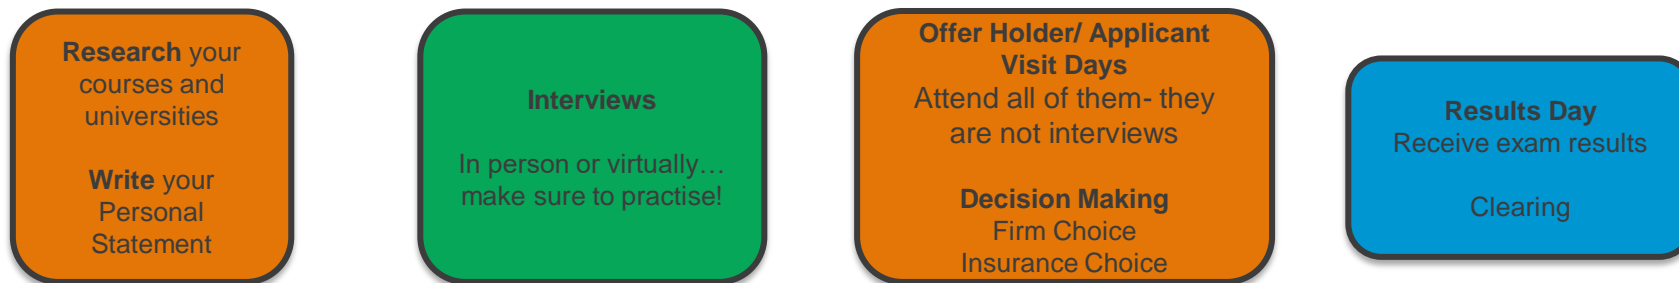 Research your
courses and
universities
Write your
Personal
Statement
Interviews
In person or virtually…
make sure to practise!
Offer Holder/ Applicant
Visit Days
Attend all of them- they
are not interviews
Decision Making
Firm Choice
Insurance Choice
Results Day
Receive exam results
Clearing